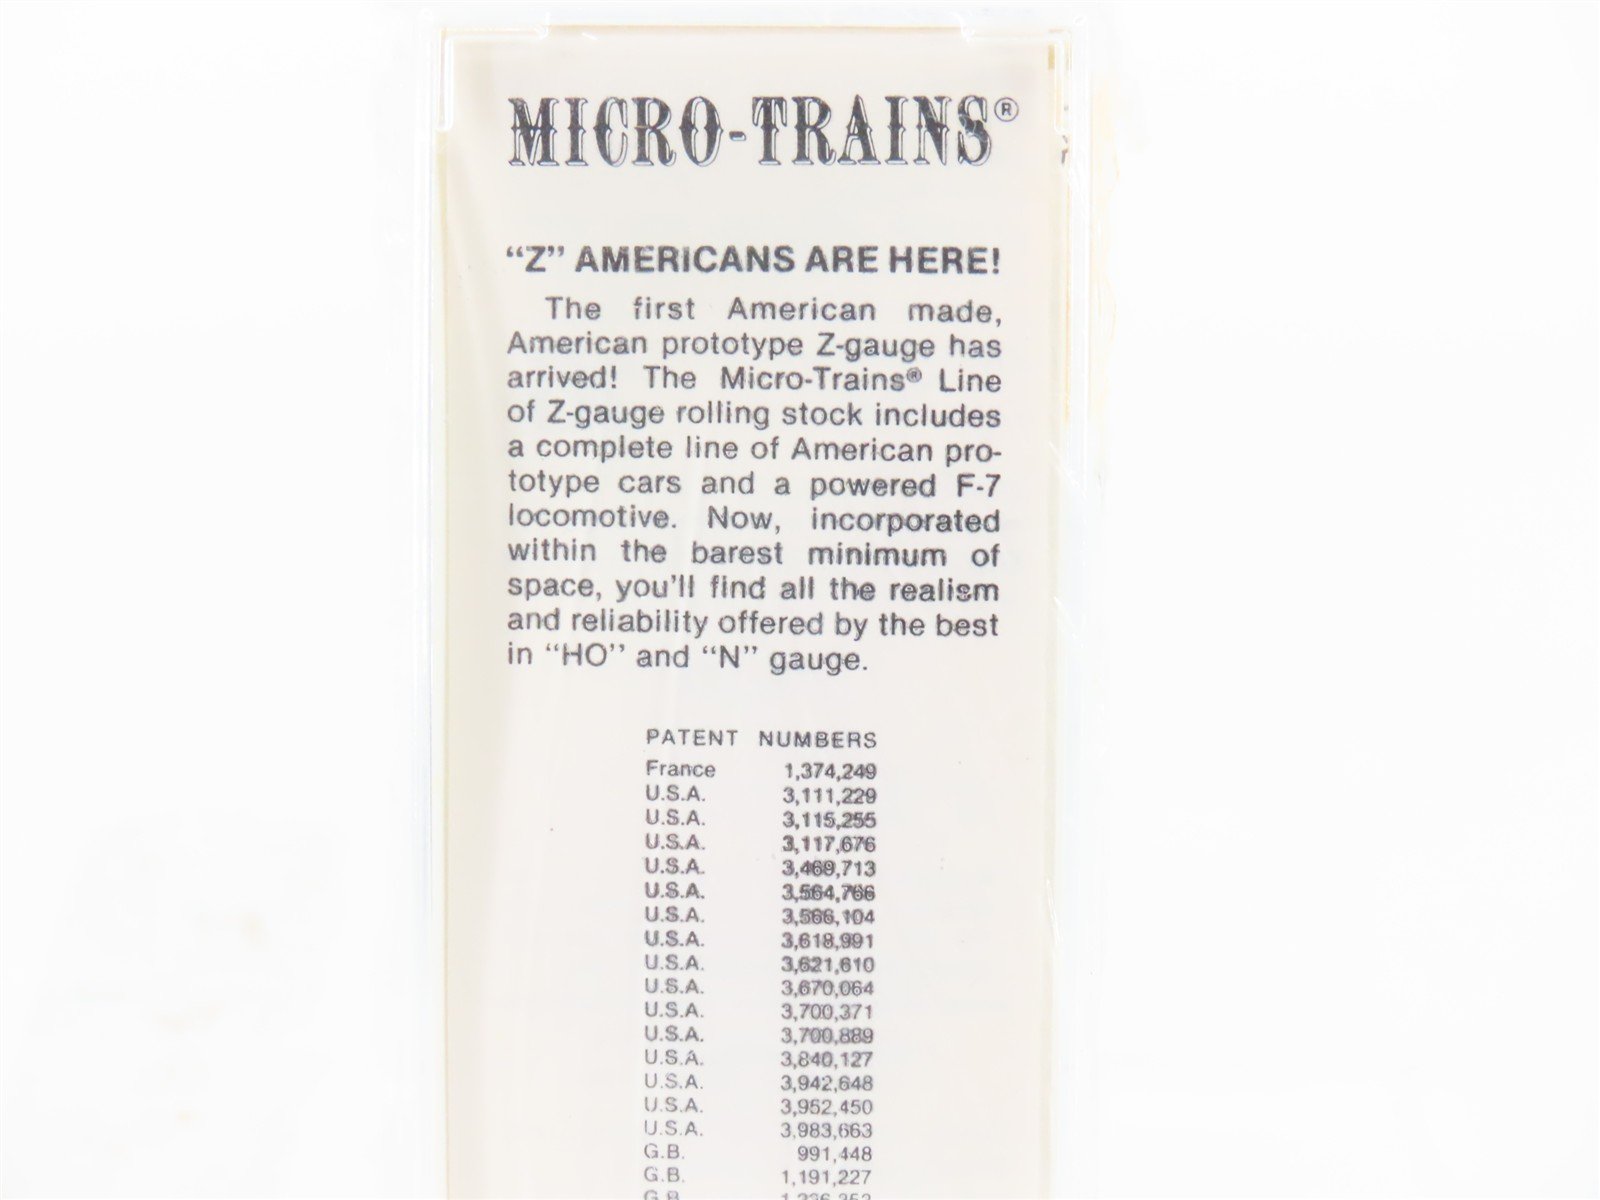 MICRO-TRAINS®
“Z” AMERICANS ARE HERE!
The first American made,
American prototype Z-gauge has
arrived! The Micro-Trains® Line
of Z-gauge rolling stock includes
a complete line of American pro-
totype cars and a powered F-7
locomotive. Now, incorporated
within the barest minimum of
space, you'll find all the realism
and reliability offered by the best
in “HO” and “N” gauge.
PATENT NUMBERS
France 1,374,249
U.S.A. 3,111,229
U.S.A. 3,115,255
U.S.A. 3,117,676
U.S.A. 3,469,713
U.S.A. 3,564,766
U.S.A. 3,566,104
U.S.A. 3,618,991
U.S.A. 3,621,610
U.S.A. 3,670,064
U.S.A. 3,700,371
U.S.A. 3,700,889
U.S.A. 3,840,127
U.S.A. 3,942,648
U.S.A. 3,952,450
U.S.A. 3,983,663
G.B. 991,448
G.B. 1,191,227
G.B.